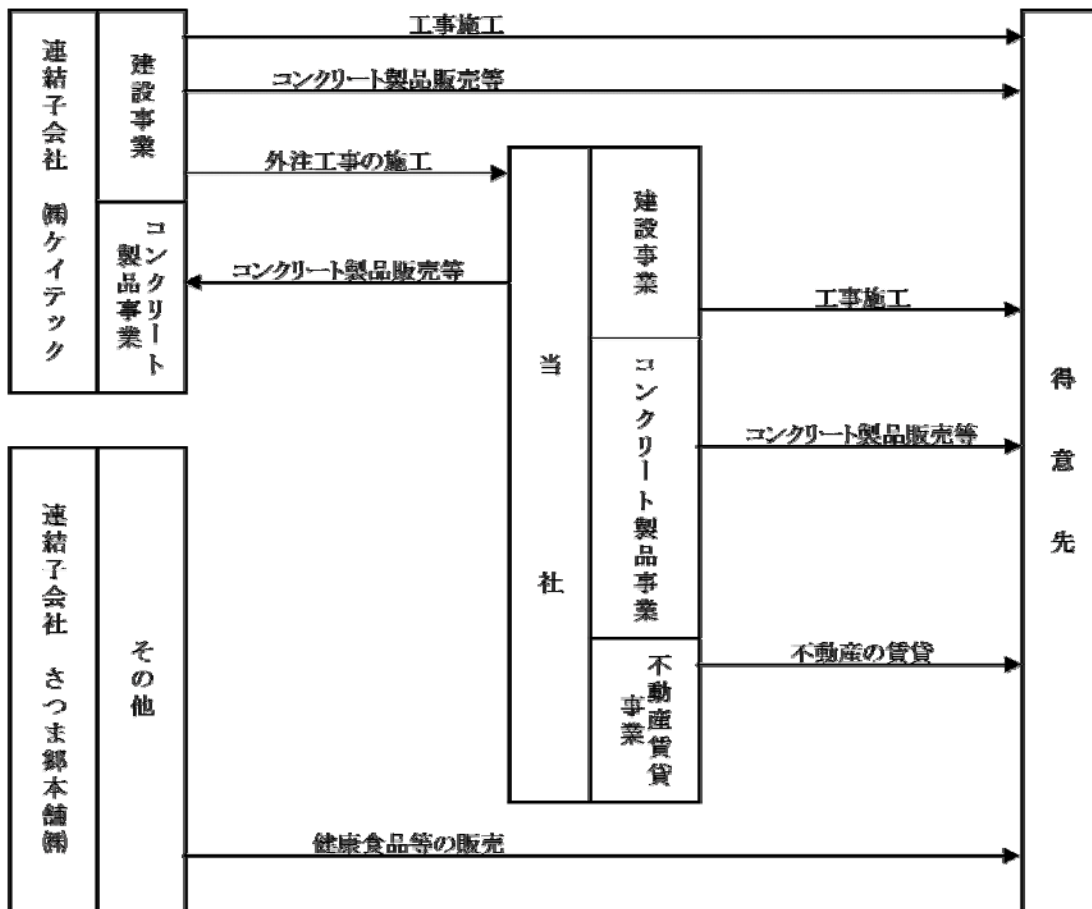 連結子会社 ㈱ケイテック
建設事業
コンクリート
製品事業
工事施工
コンクリート製品販売等
外注工事の施工
コンクリート製品販売等
当社
建設事業
コンクリート製品事業
不動産賃貸
事業
工事施工
コンクリート製品販売等
不動産の賃貸
得意先
連結子会社 さつま郷本舗㈱
その他
健康食品等の販売